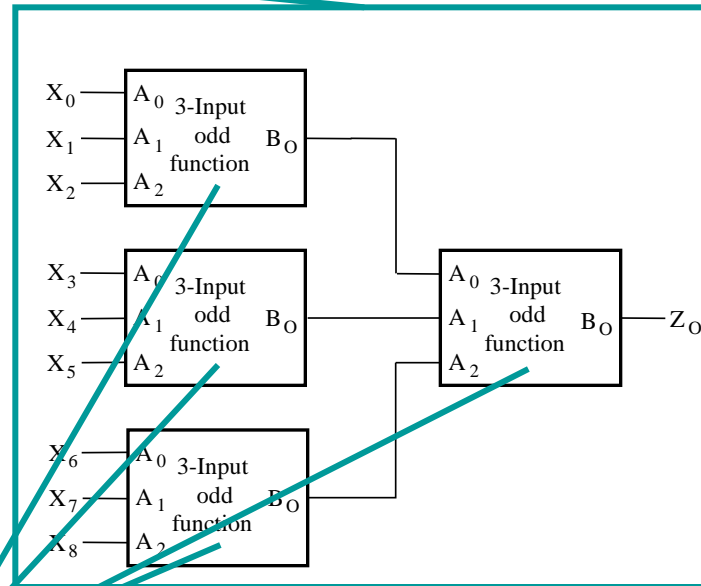 X0 A0 3-Input
X1 A1 odd BO
X2 A2 function
X3 A0 3-Input
X4 A1 odd BO
X5 A2 function
X6 A0 3-Input
X7 A1 odd BO
X8 A2 function
A0 3-Input
A1 odd BO ZO
A2 function